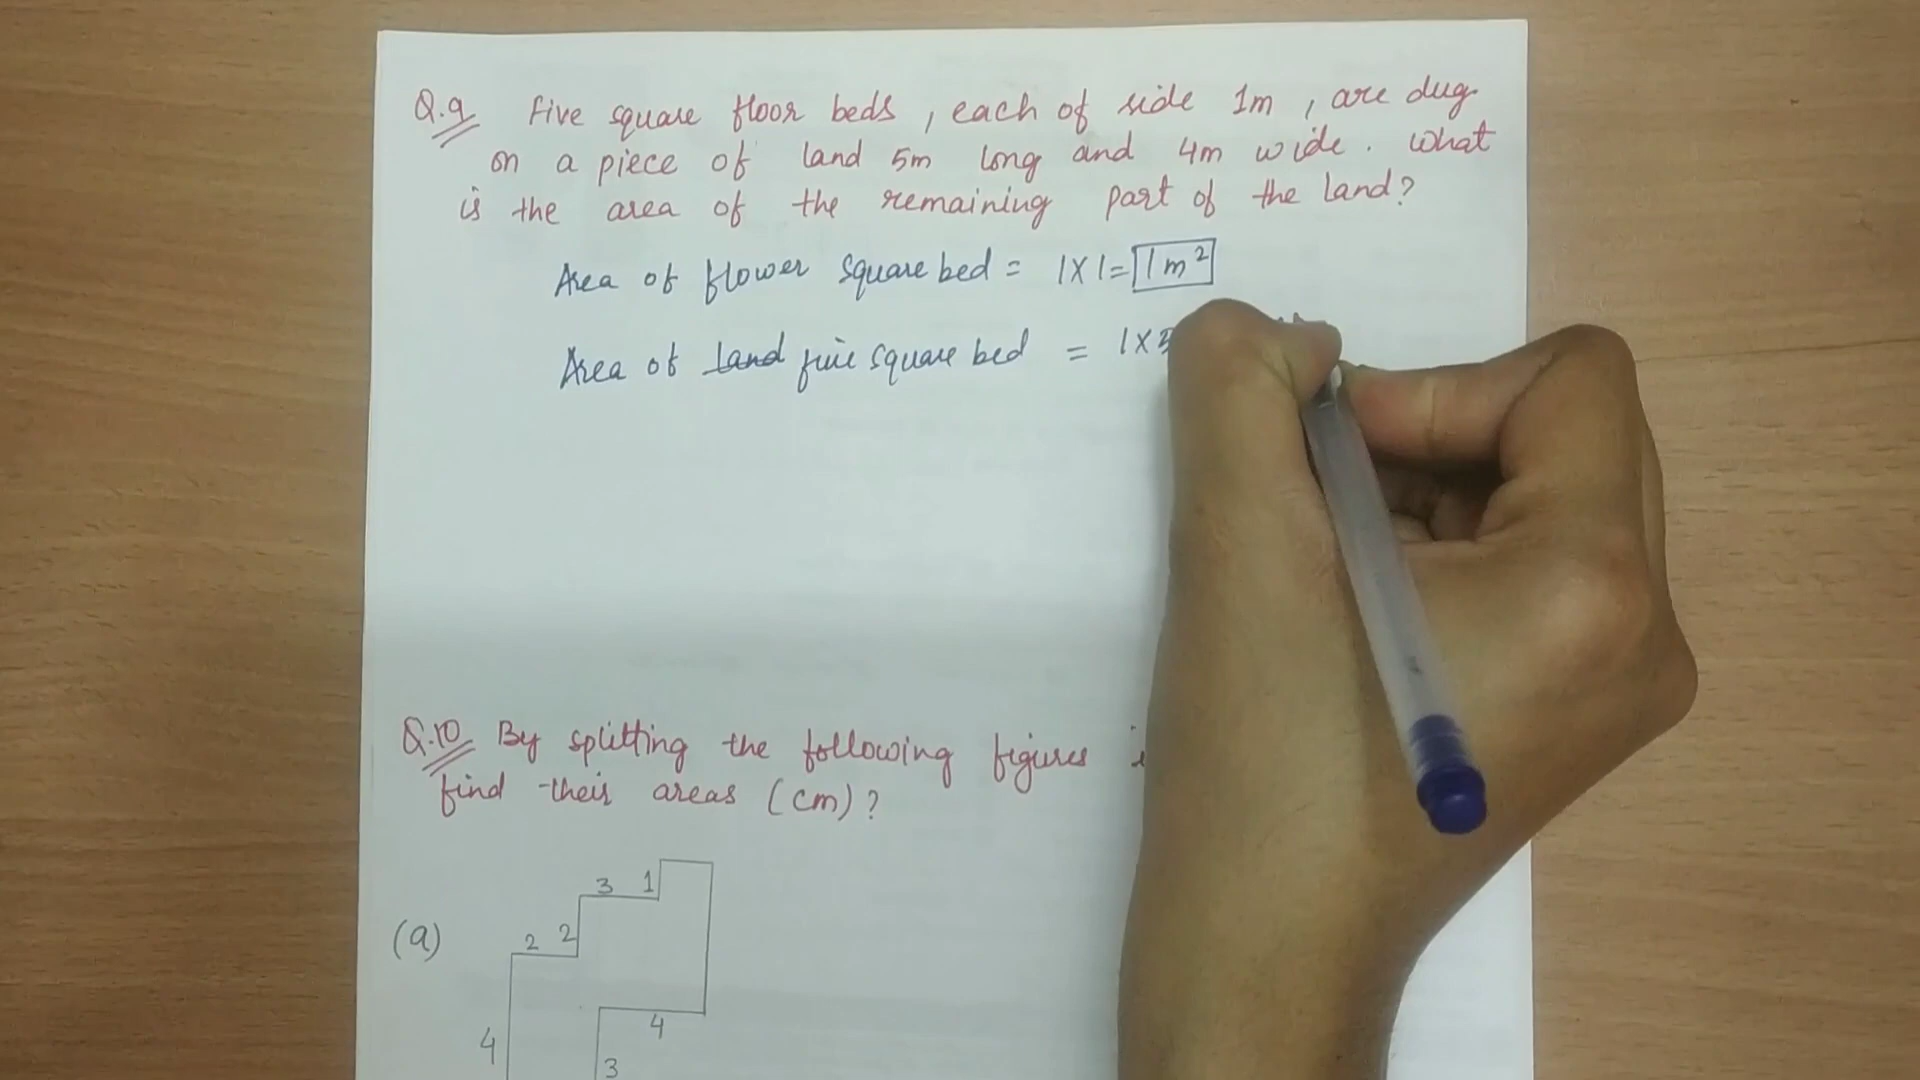 Q.9 Five square floor beds, each of side 1m, are dug
on a piece of land 5m long and 4m wide. What
is the area of the remaining part of the land?
Area of flower square bed = 1×1= 1m²
Area of land five square bed = 1×5
Q.10 By splitting the following figures
find their areas (cm)?
3 1
(a) 2 2
4
4
3